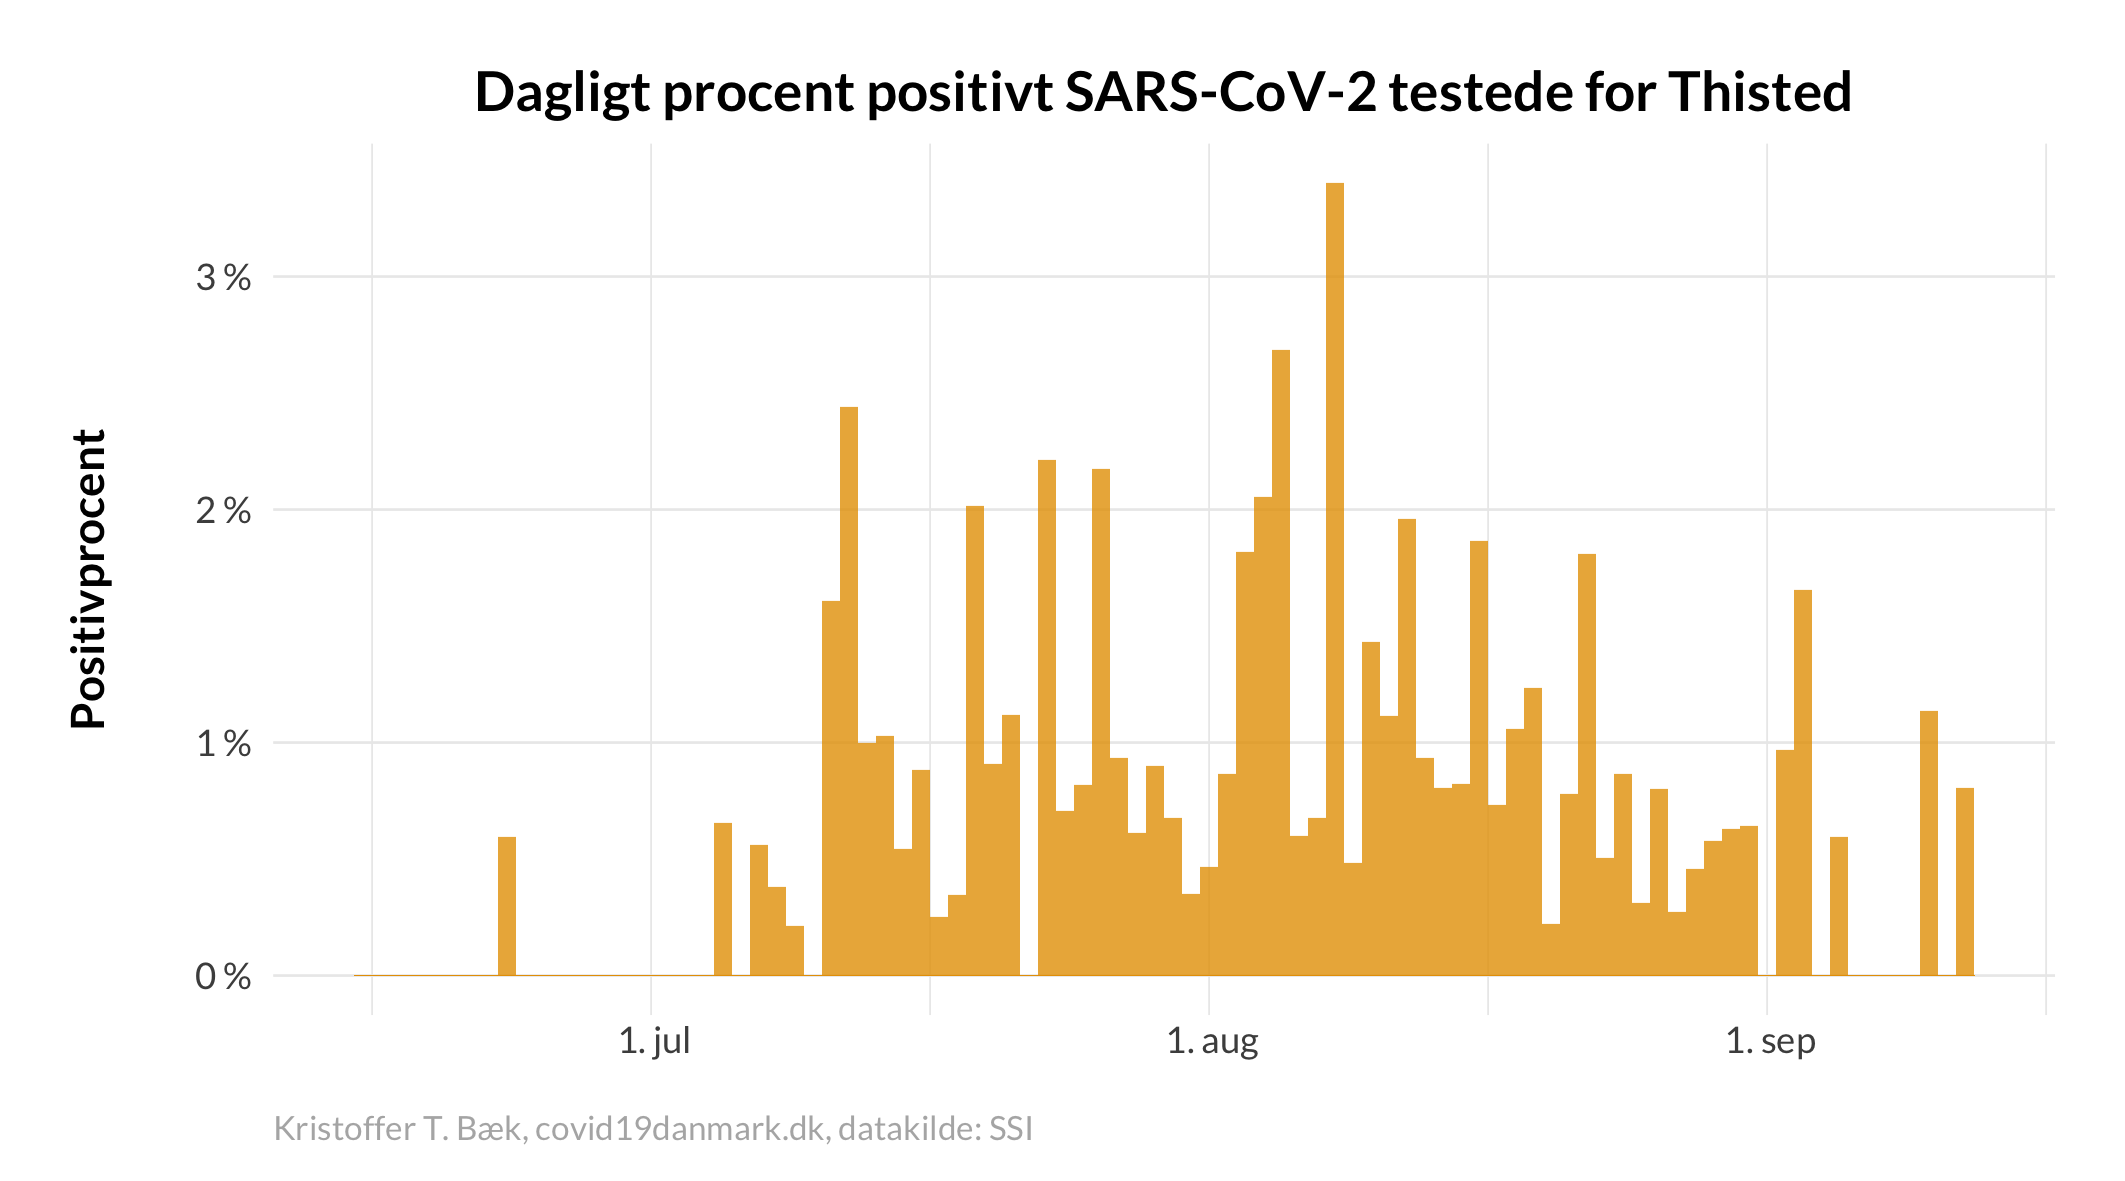 Dagligt procent positivt SARS-CoV-2 testede for Thisted
Positivprocent
3 %
2 %
1 %
0 %
1. jul
1. aug
1. sep
Kristoffer T. Bæk, covid19danmark.dk, datakilde: SSI